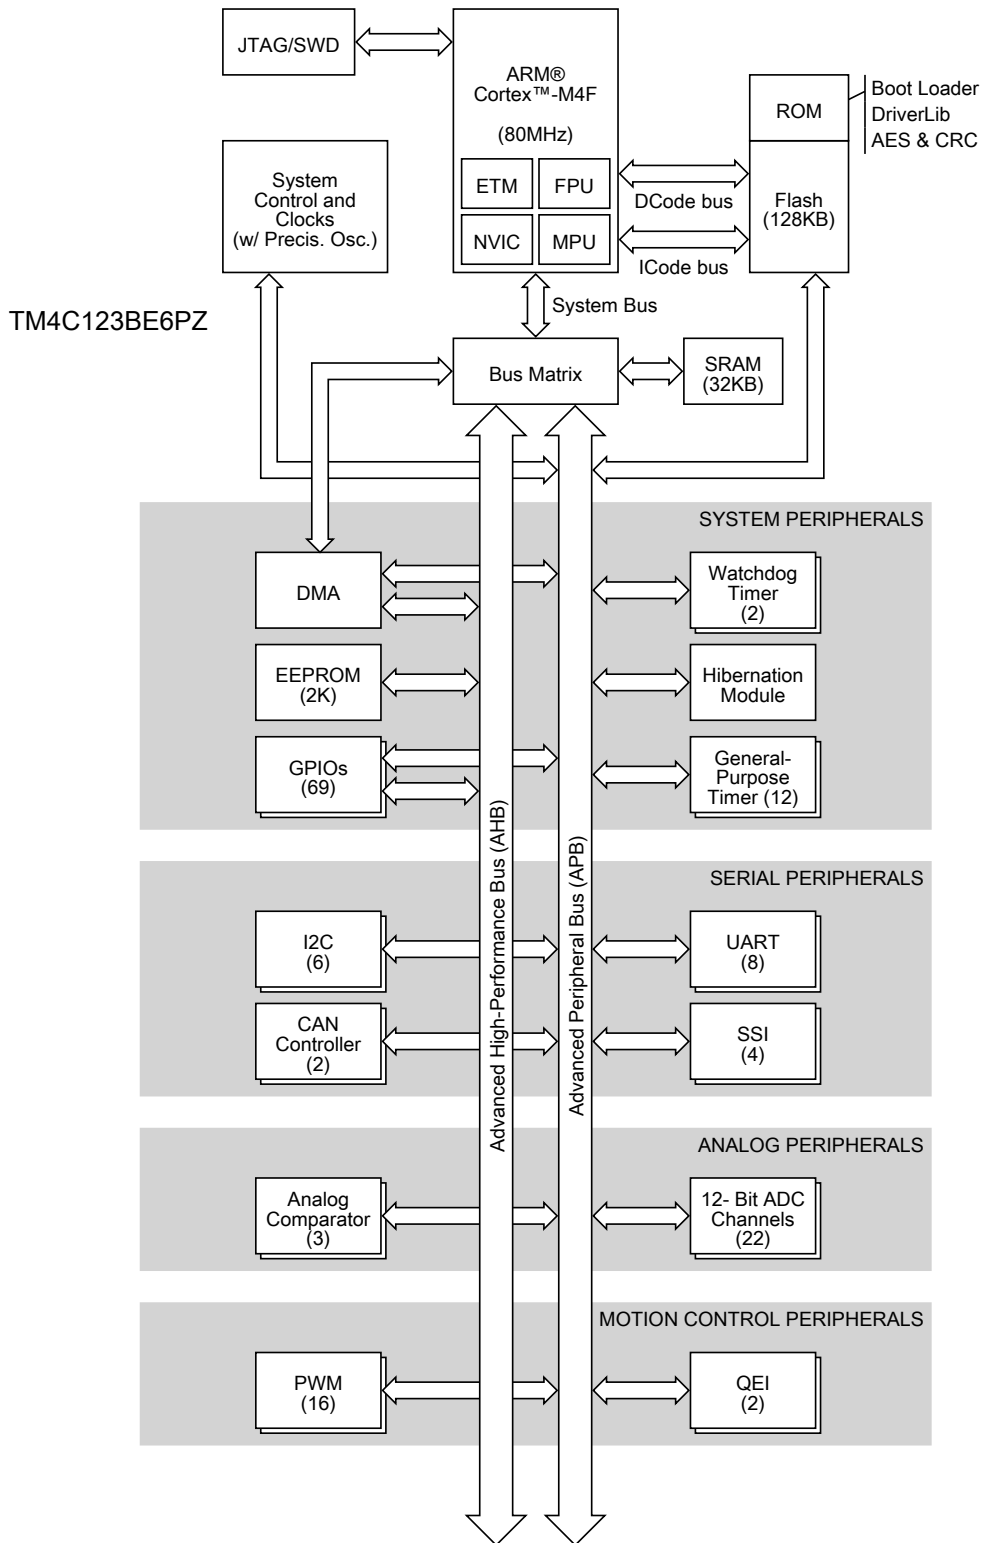 JTAG/SWD
ARM®
Cortex™-M4F
(80MHz)
ETM
FPU
NVIC
MPU
ROM
Boot Loader
DriverLib
AES & CRC
Flash
(128KB)
DCode bus
ICode bus
System
Control and
Clocks
(w/ Precis. Osc.)
System Bus
TM4C123BE6PZ
Bus Matrix
SRAM
(32KB)
SYSTEM PERIPHERALS
DMA
Watchdog
Timer
(2)
EEPROM
(2K)
Hibernation
Module
GPIOs
(69)
General-
Purpose
Timer (12)
Advanced High-Performance Bus (AHB)
Advanced Peripheral Bus (APB)
SERIAL PERIPHERALS
I2C
(6)
UART
(8)
CAN
Controller
(2)
SSI
(4)
ANALOG PERIPHERALS
Analog
Comparator
(3)
12- Bit ADC
Channels
(22)
MOTION CONTROL PERIPHERALS
PWM
(16)
QEI
(2)